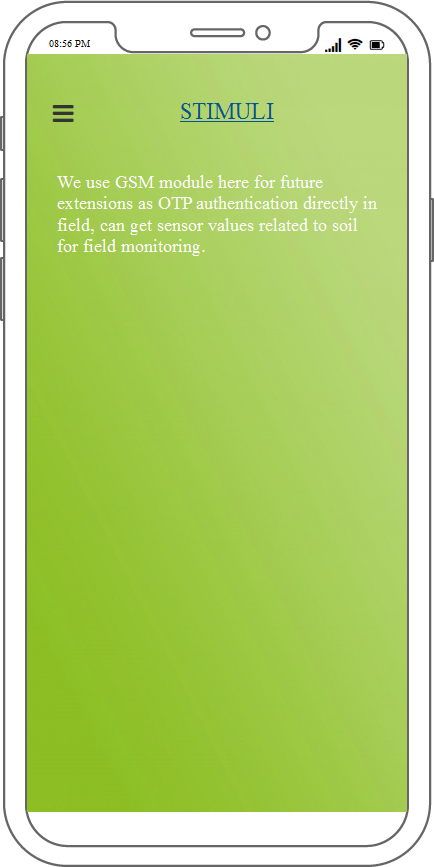 08:56 PM
STIMULI
We use GSM module here for future
extensions as OTP authentication directly in
field, can get sensor values related to soil
for field monitoring.